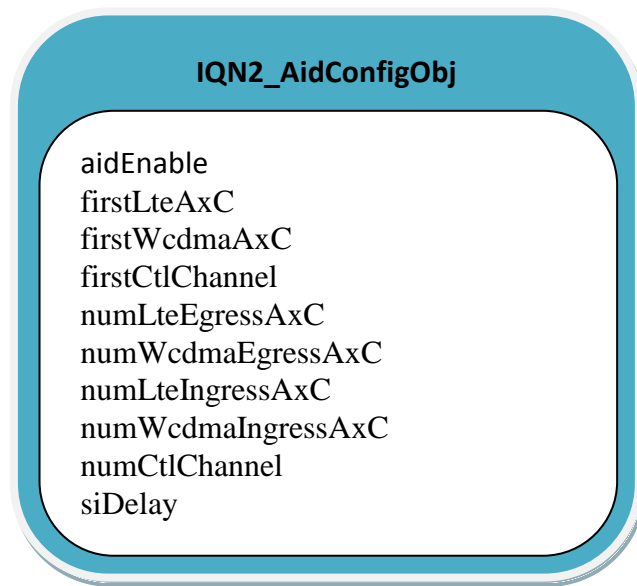 IQN2_AidConfigObj
aidEnable
firstLteAxC
firstWcdmaAxC
firstCtlChannel
numLteEgressAxC
numWcdmaEgressAxC
numLteIngressAxC
numWcdmaIngressAxC
numCtlChannel
siDelay